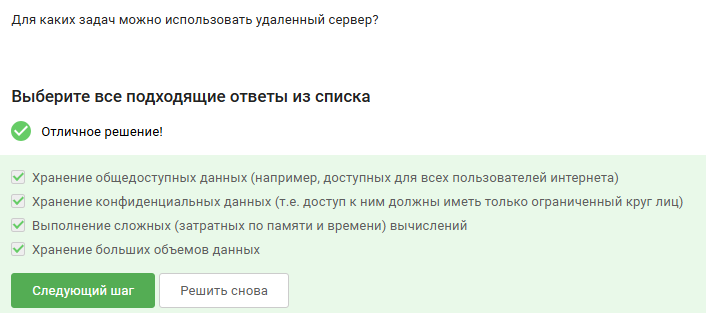 Для каких задач можно использовать удаленный сервер?
Выберите все подходящие ответы из списка
Отличное решение!
Хранение общедоступных данных (например, доступных для всех пользователей интернета)
Хранение конфиденциальных данных (т.е. доступ к ним должны иметь только ограниченный круг лиц)
Выполнение сложных (затратных по памяти и времени) вычислений
Хранение больших объемов данных
Следующий шаг
Решить снова